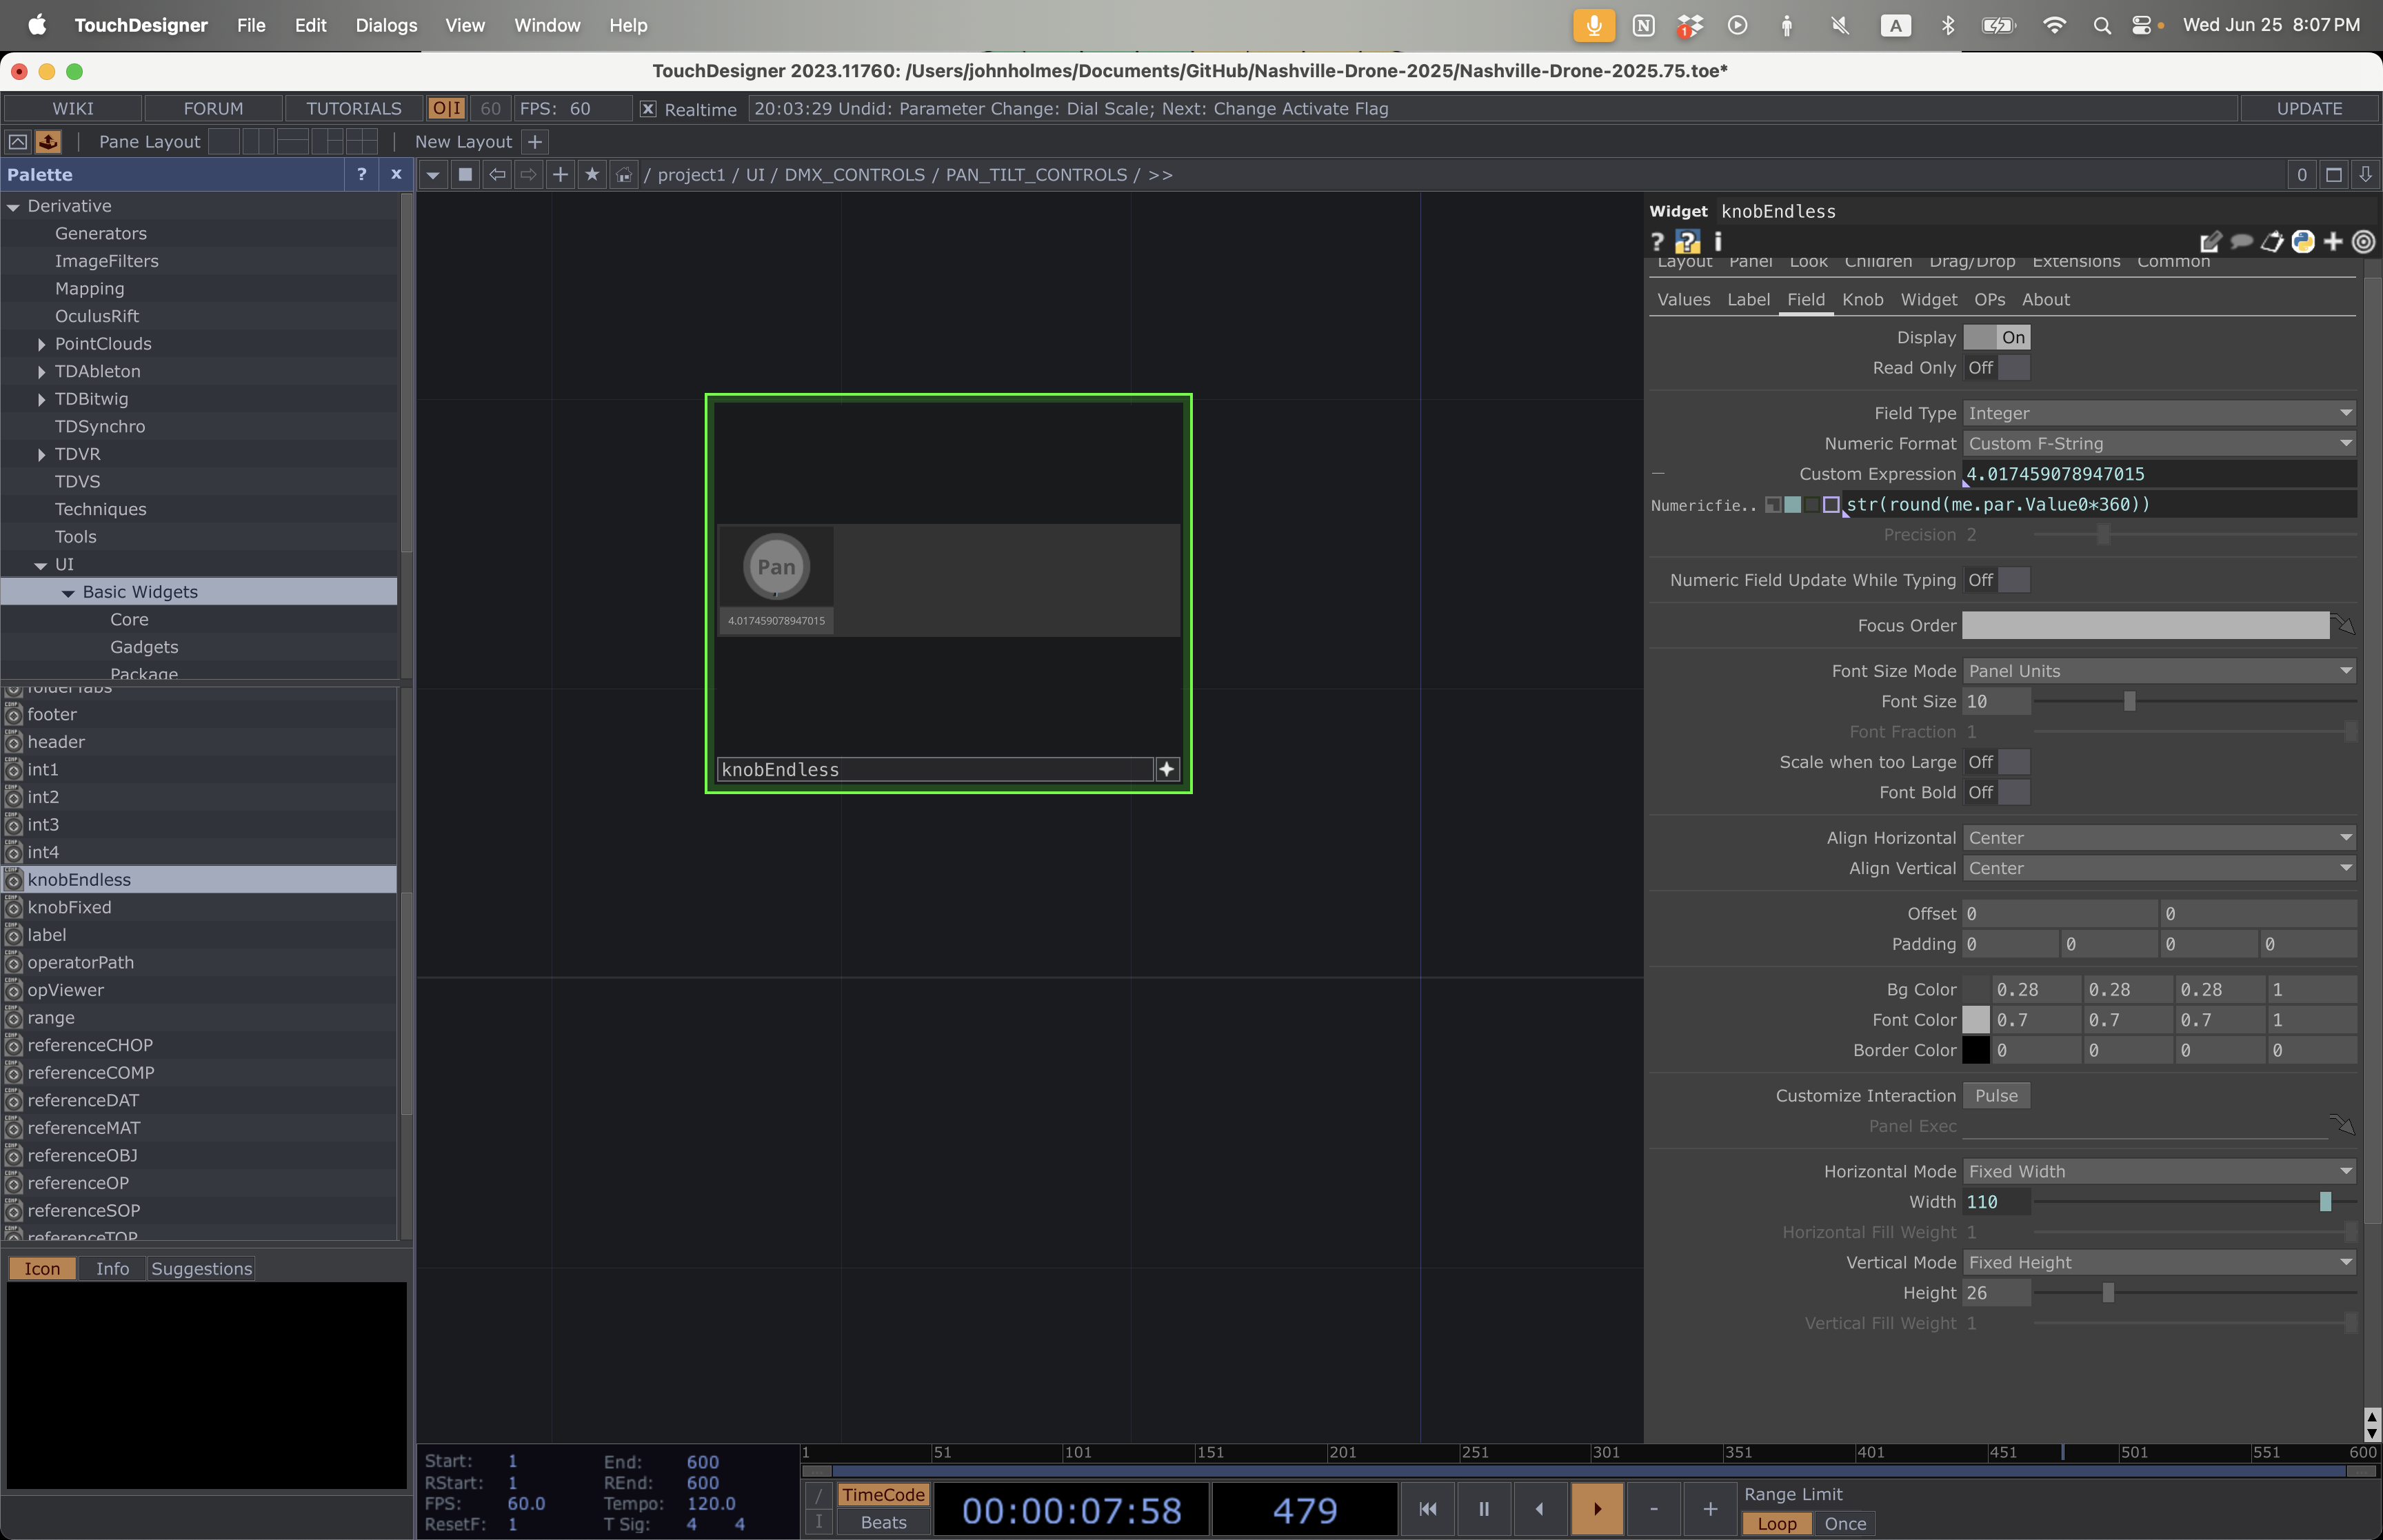 TouchDesigner File Edit Dialogs View Window Help 1 A Wed Jun 25 8:07 PM
TouchDesigner 2023.11760: /Users/johnholmes/Documents/GitHub/Nashville-Drone-2025/Nashville-Drone-2025.75.toe*
WIKI FORUM TUTORIALS O|I 60 FPS: 60 X Realtime 20:03:29 Undid: Parameter Change: Dial Scale; Next: Change Activate Flag UPDATE
Pane Layout New Layout +
Palette ? x / project1 / UI / DMX_CONTROLS / PAN_TILT_CONTROLS / >> 0
Derivative
Generators
ImageFilters
Mapping
OculusRift
PointClouds
TDAbleton
TDBitwig
TDSynchro
TDVR
TDVS
Techniques
Tools
UI
Basic Widgets
Core
Gadgets
Package
folderTabs
footer
header
int1
int2
int3
int4
knobEndless
knobFixed
label
operatorPath
opViewer
range
referenceCHOP
referenceCOMP
referenceDAT
referenceMAT
referenceOBJ
referenceOP
referenceSOP
referenceTOP
Icon Info Suggestions
Pan
4.017459078947015
knobEndless
Widget knobEndless
? ? i
Layout Panel Look Children Drag/Drop Extensions Common
Values Label Field Knob Widget OPs About
Display On
Read Only Off
Field Type Integer
Numeric Format Custom F-String
Custom Expression 4.017459078947015
Numericfie.. str(round(me.par.Value0*360))
Precision 2
Numeric Field Update While Typing Off
Focus Order
Font Size Mode Panel Units
Font Size 10
Font Fraction 1
Scale when too Large Off
Font Bold Off
Align Horizontal Center
Align Vertical Center
Offset 0 0
Padding 0 0 0 0
Bg Color 0.28 0.28 0.28 1
Font Color 0.7 0.7 0.7 1
Border Color 0 0 0 0
Customize Interaction Pulse
Panel Exec
Horizontal Mode Fixed Width
Width 110
Horizontal Fill Weight 1
Vertical Mode Fixed Height
Height 26
Vertical Fill Weight 1
Start: 1 End: 600
RStart: 1 REnd: 600
FPS: 60.0 Tempo: 120.0
ResetF: 1 T Sig: 4 4
1 51 101 151 201 251 301 351 401 451 501 551 600
/ TimeCode
I Beats
00:00:07:58 479 - +
Range Limit
Loop Once